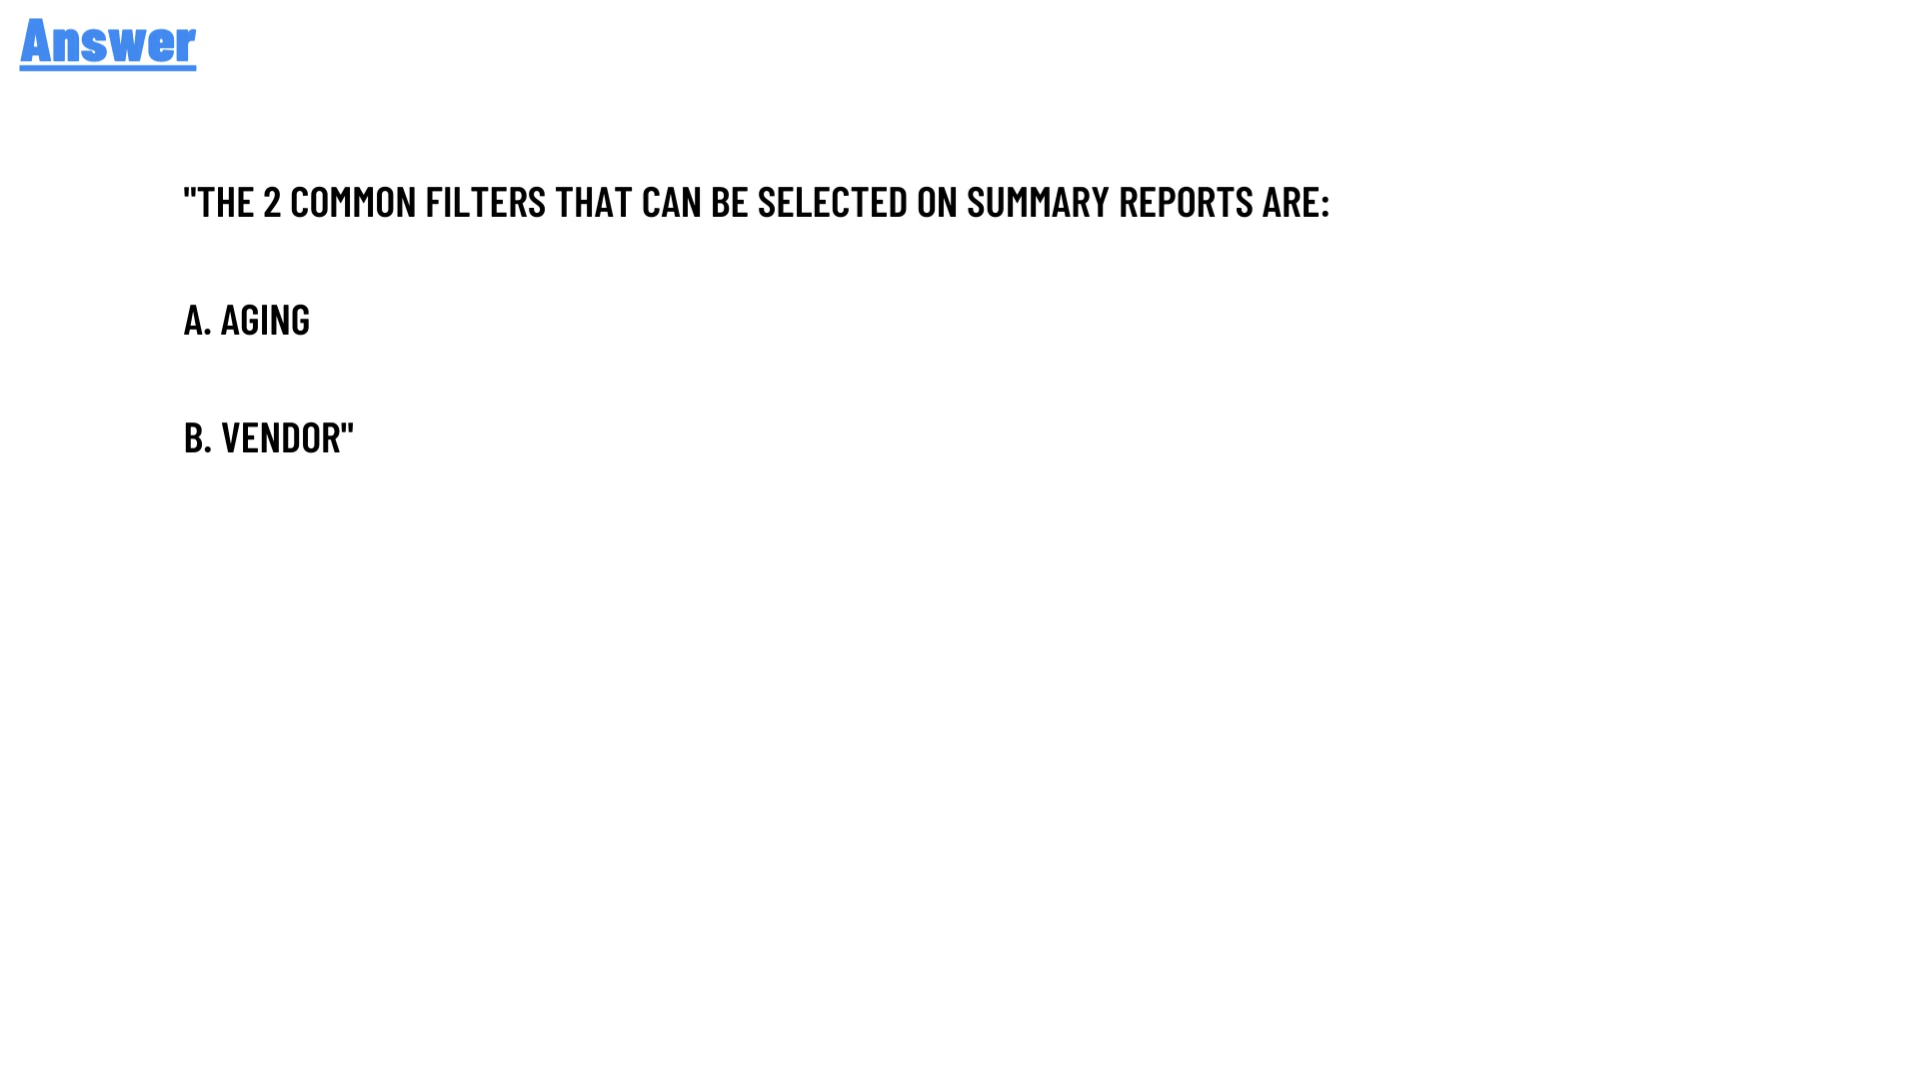 Answer
"THE 2 COMMON FILTERS THAT CAN BE SELECTED ON SUMMARY REPORTS ARE:
A. AGING
B. VENDOR"